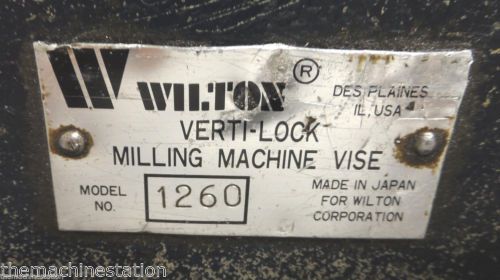 W WILTON ®
DES PLAINES
IL, USA
VERTI-LOCK
MILLING MACHINE VISE
MODEL
NO.
1260
MADE IN JAPAN
FOR WILTON
CORPORATION
themachinestation